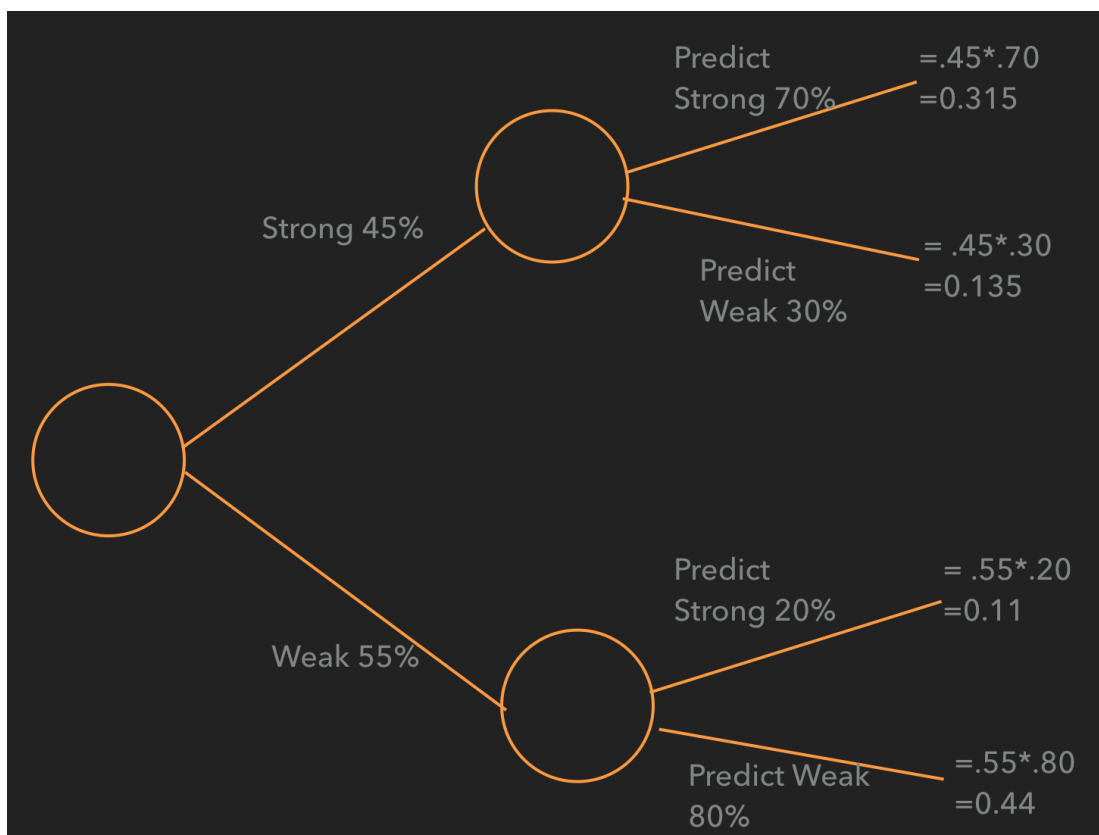 Predict
Strong 70%
=.45*.70
=0.315
Strong 45%
Predict
Weak 30%
= .45*.30
=0.135
Weak 55%
Predict
Strong 20%
= .55*.20
=0.11
Predict Weak
80%
=.55*.80
=0.44